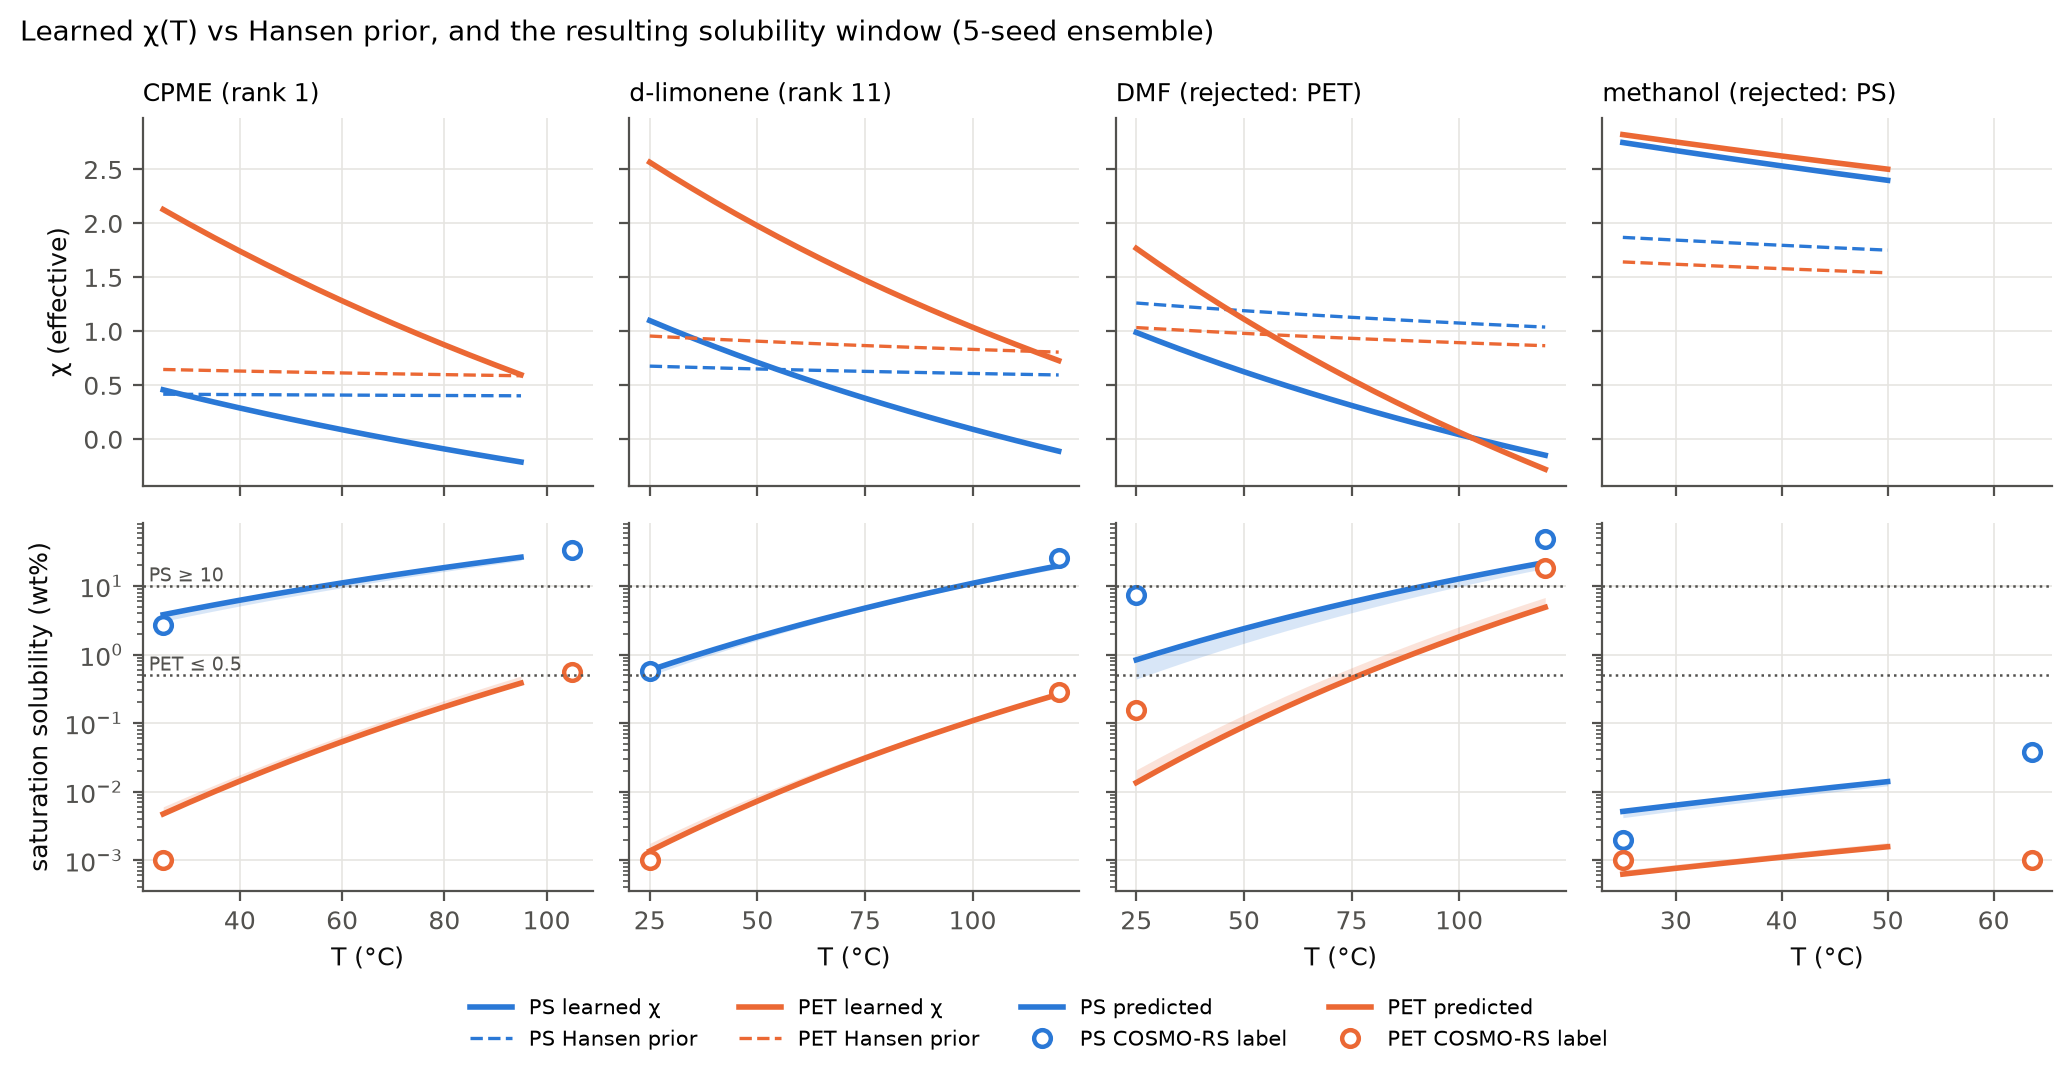 Learned χ(T) vs Hansen prior, and the resulting solubility window (5-seed ensemble)
CPME (rank 1)
d-limonene (rank 11)
DMF (rejected: PET)
methanol (rejected: PS)
χ (effective)
2.5
2.0
1.5
1.0
0.5
0.0
saturation solubility (wt%)
10¹
10⁰
10⁻¹
10⁻²
10⁻³
PS ≥ 10
PET ≤ 0.5
40 60 80 100
25 50 75 100
25 50 75 100
30 40 50 60
T (°C)
T (°C)
T (°C)
T (°C)
PS learned χ
PET learned χ
PS predicted
PET predicted
PS Hansen prior
PET Hansen prior
PS COSMO-RS label
PET COSMO-RS label